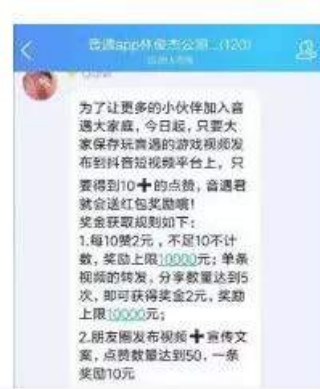 音遇app林俊杰公测...(120)
为了让更多的小伙伴加入音
遇大家庭，今日起，只要大
家保存玩音遇的游戏视频发
布到抖音短视频平台上，只
要得到10➕的点赞，音遇君
就会送红包奖励哦！
奖金获取规则如下：
1.每10赞2元，不足10不计
数，奖励上限10000元；单条
视频的转发，分享数量达到5
次，即可获得奖金2元，奖励
上限10000元；
2.朋友圈发布视频➕宣传文
案，点赞数量达到50，一条
奖励10元